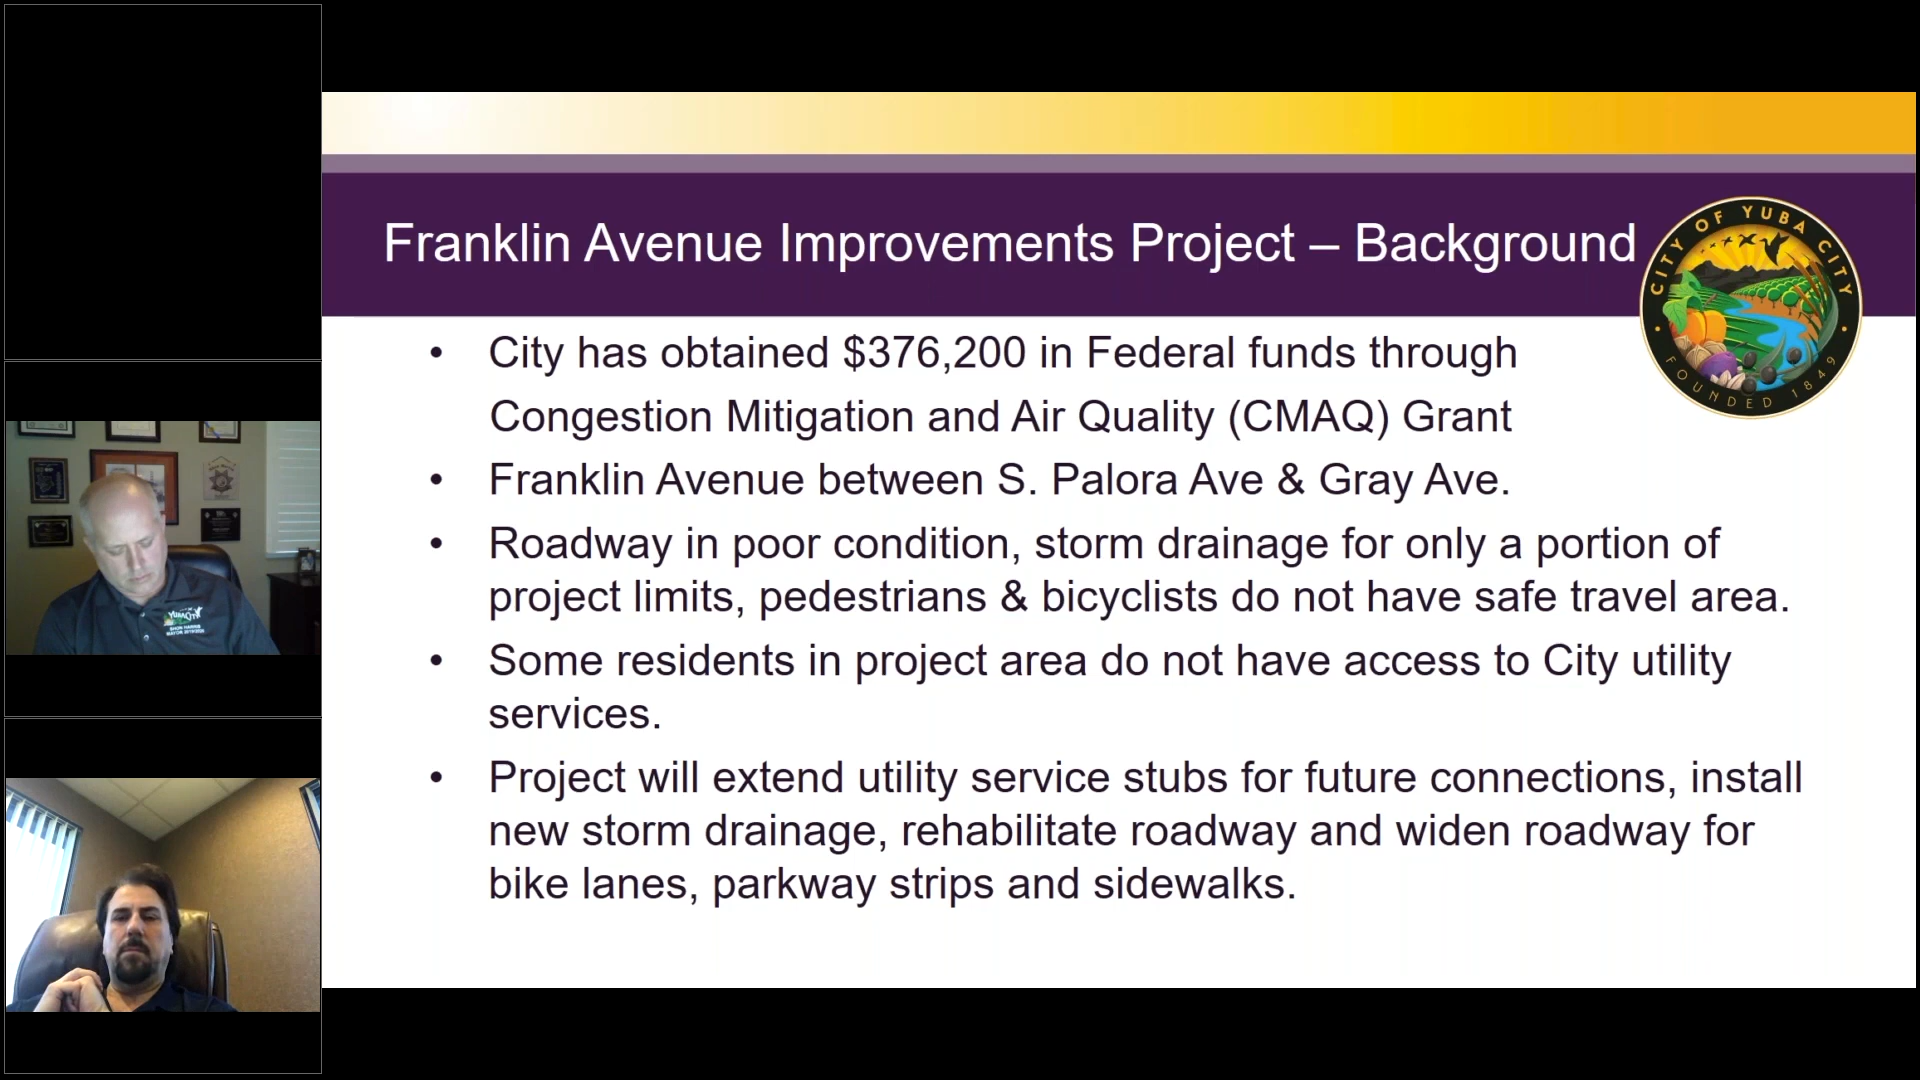 Franklin Avenue Improvements Project – Background
CITY OF YUBA CITY
FOUNDED 1849
• City has obtained $376,200 in Federal funds through
Congestion Mitigation and Air Quality (CMAQ) Grant
• Franklin Avenue between S. Palora Ave & Gray Ave.
• Roadway in poor condition, storm drainage for only a portion of
project limits, pedestrians & bicyclists do not have safe travel area.
• Some residents in project area do not have access to City utility
services.
• Project will extend utility service stubs for future connections, install
new storm drainage, rehabilitate roadway and widen roadway for
bike lanes, parkway strips and sidewalks.
YUBA CITY
SHON HARRIS